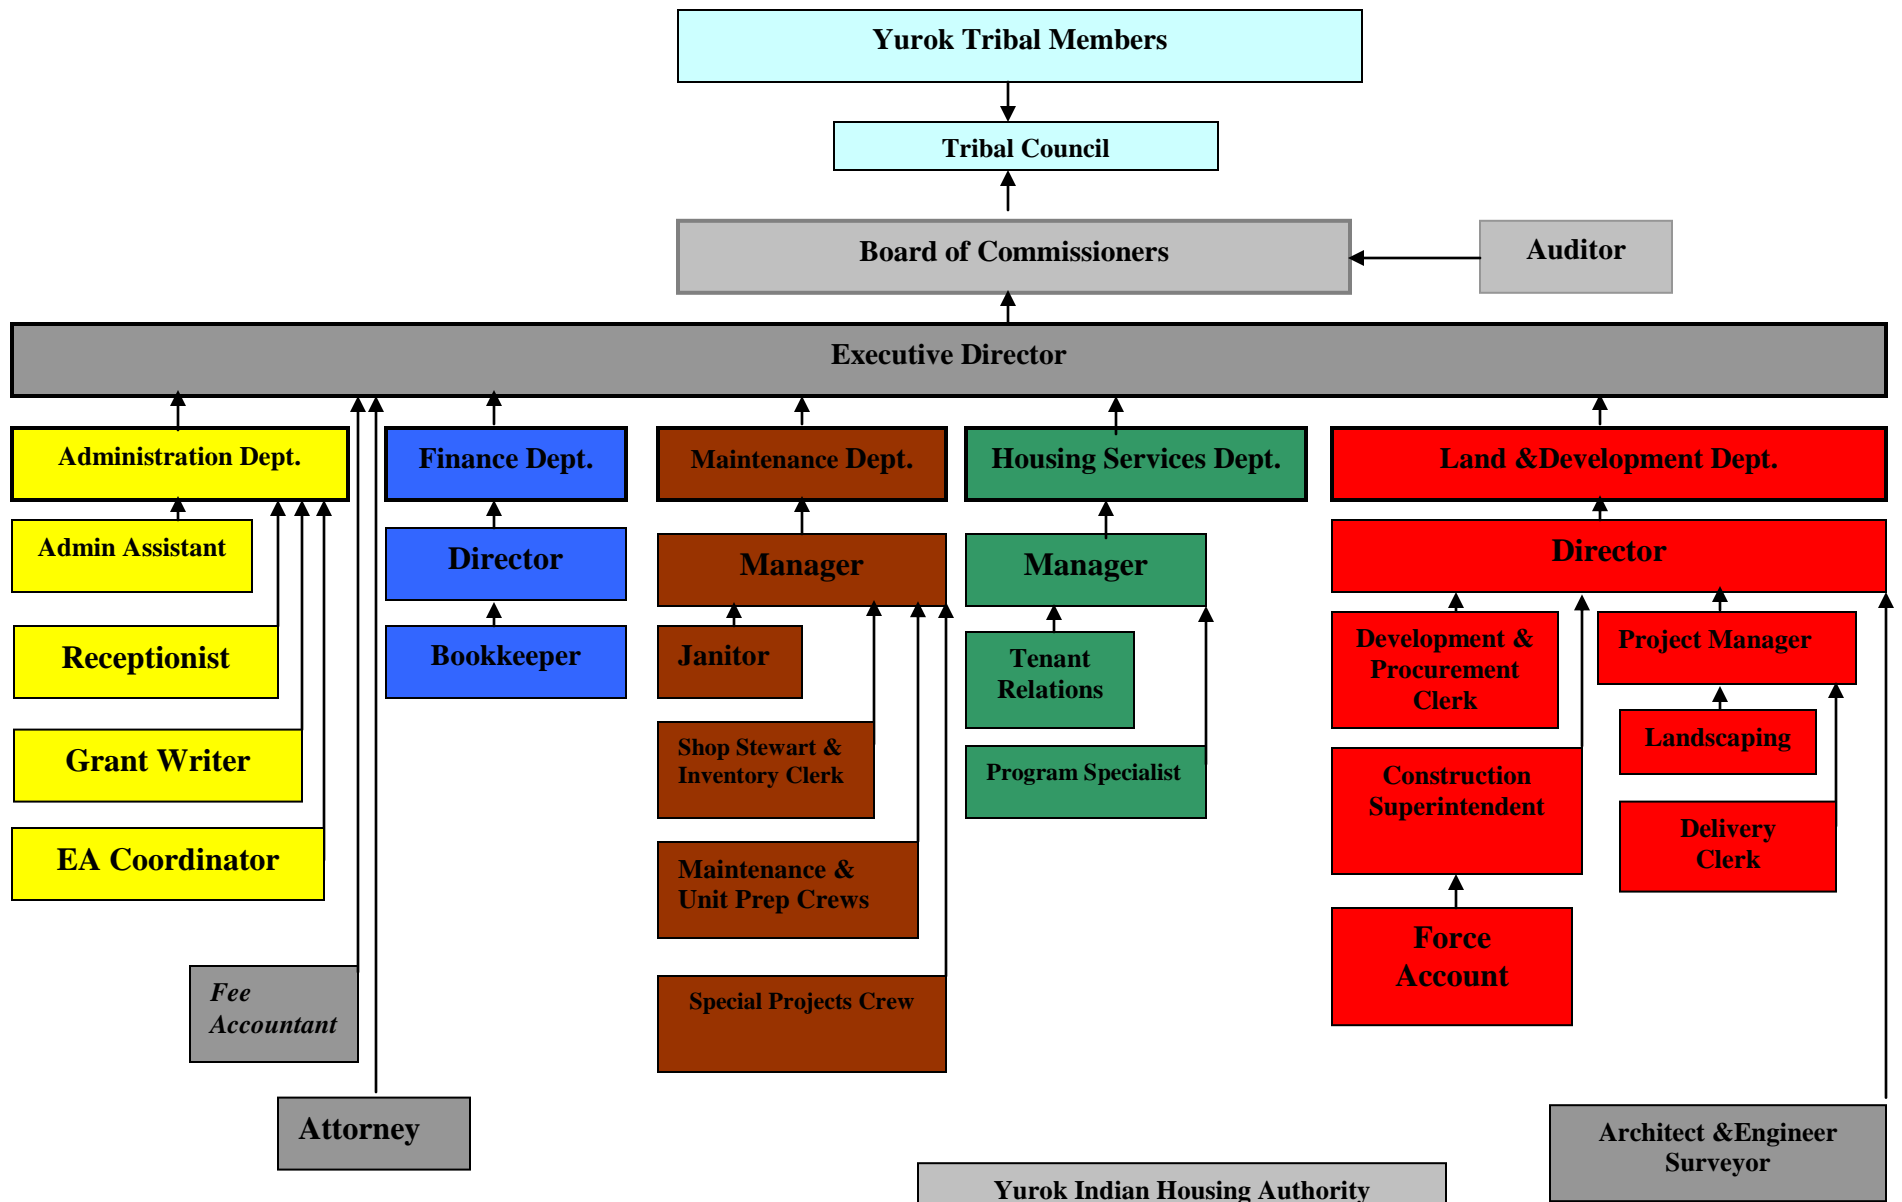 Yurok Tribal Members
Tribal Council
Board of Commissioners
Auditor
Executive Director
Administration Dept.
Finance Dept.
Maintenance Dept.
Housing Services Dept.
Land &Development Dept.
Admin Assistant
Director
Manager
Manager
Director
Receptionist
Bookkeeper
Janitor
Tenant
Relations
Development &
Procurement
Clerk
Project Manager
Grant Writer
Shop Stewart &
Inventory Clerk
Program Specialist
Construction
Superintendent
Landscaping
EA Coordinator
Maintenance &
Unit Prep Crews
Delivery
Clerk
Fee
Accountant
Special Projects Crew
Force
Account
Attorney
Architect &Engineer
Surveyor
Yurok Indian Housing Authority